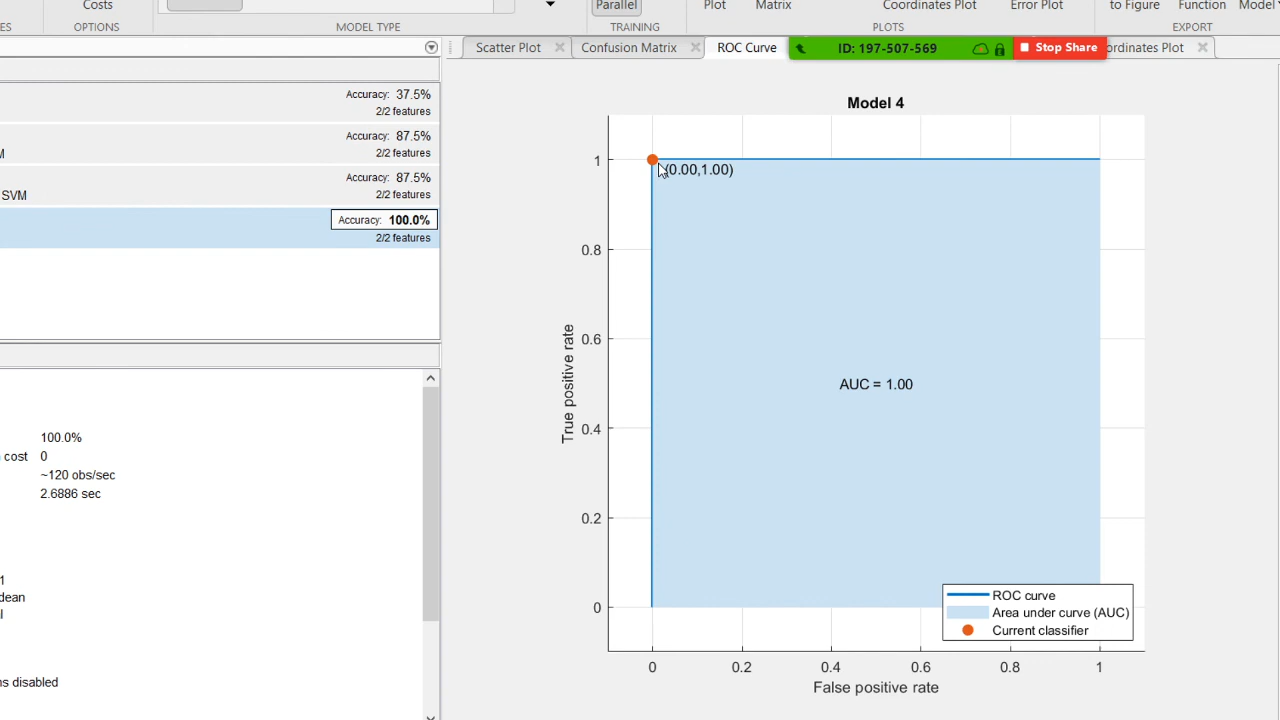 Costs
Parallel
Plot
Matrix
Coordinates Plot
Error Plot
to Figure
Function
Model
ES
OPTIONS
MODEL TYPE
TRAINING
PLOTS
EXPORT
Scatter Plot
Confusion Matrix
ROC Curve
ID: 197-507-569
Stop Share
ordinates Plot
Accuracy: 37.5%
2/2 features
Accuracy: 87.5%
M
2/2 features
Accuracy: 87.5%
SVM
2/2 features
Accuracy: 100.0%
2/2 features
100.0%
cost 0
~120 obs/sec
2.6886 sec
1
dean
l
ns disabled
Model 4
(0.00,1.00)
1
0.8
0.6
0.4
0.2
0
True positive rate
AUC = 1.00
ROC curve
Area under curve (AUC)
Current classifier
0 0.2 0.4 0.6 0.8 1
False positive rate